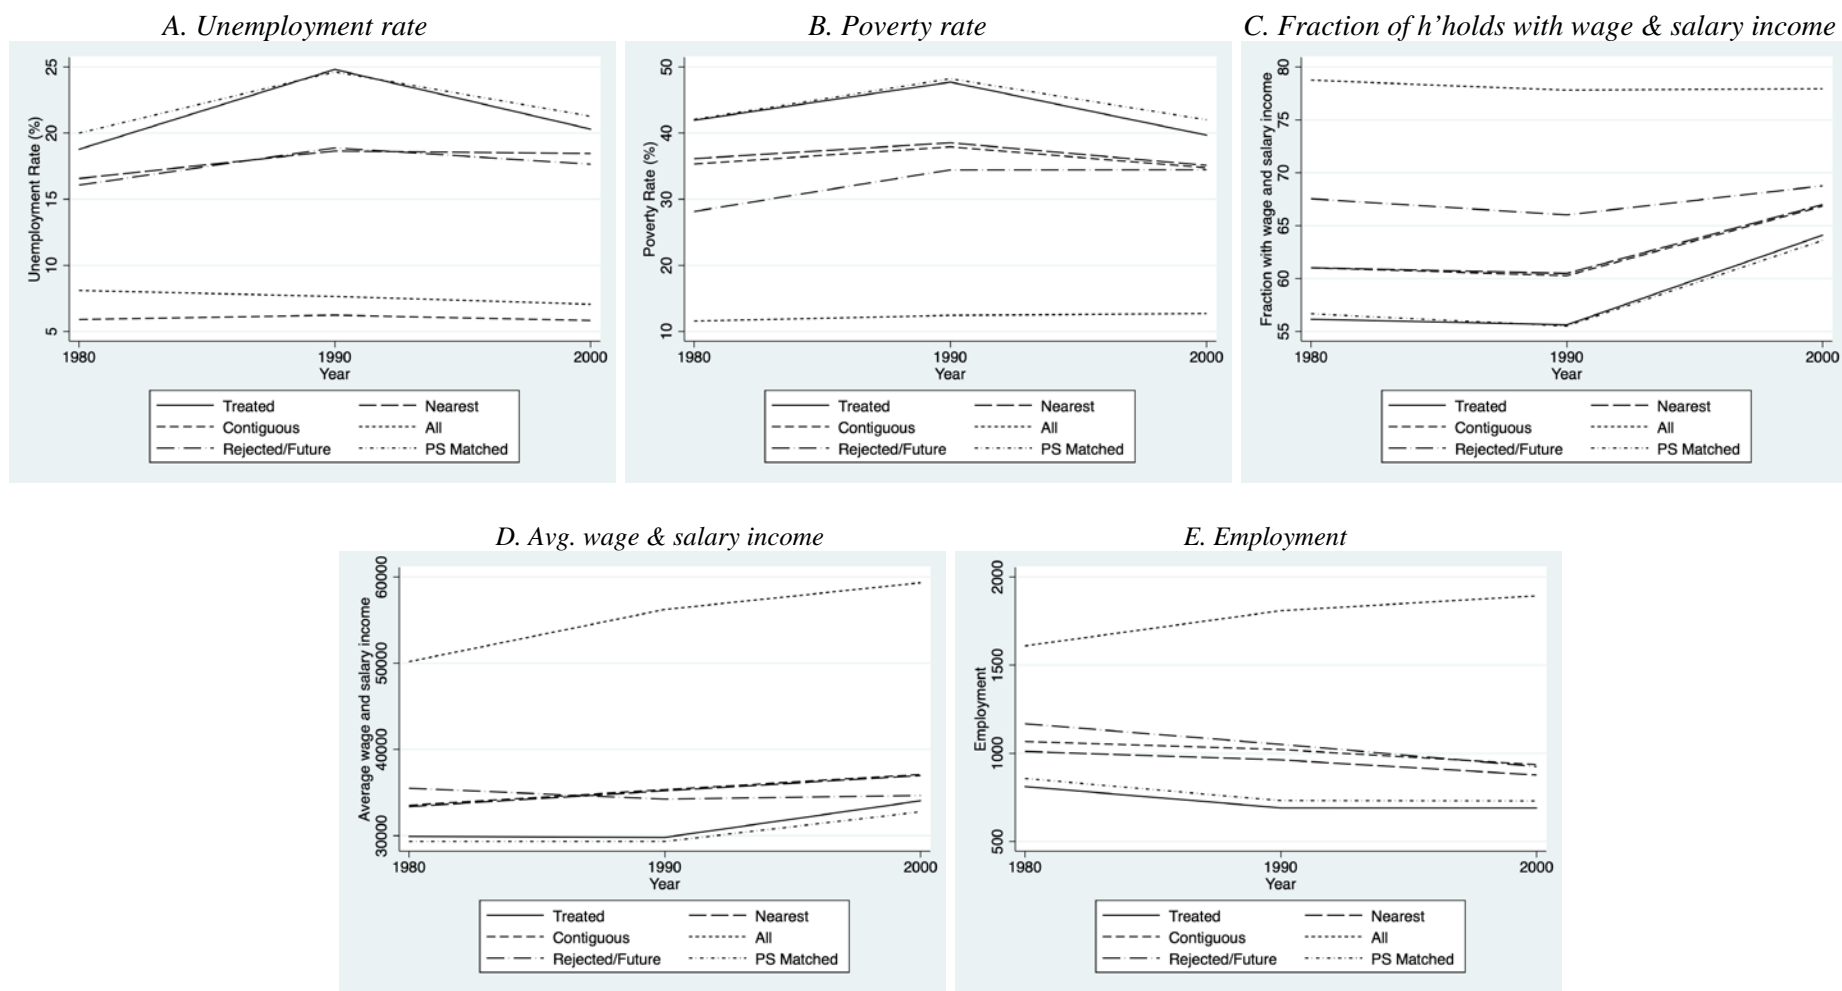 A. Unemployment rate
Unemployment Rate (%)
25
20
15
10
5
1980 1990 2000
Year
Treated Nearest
Contiguous All
Rejected/Future PS Matched
B. Poverty rate
Poverty Rate (%)
50
40
30
20
10
1980 1990 2000
Year
Treated Nearest
Contiguous All
Rejected/Future PS Matched
C. Fraction of h’holds with wage & salary income
Fraction with wage and salary income
80
75
70
65
60
55
1980 1990 2000
Year
Treated Nearest
Contiguous All
Rejected/Future PS Matched
D. Avg. wage & salary income
Average wage and salary income
60000
50000
40000
30000
1980 1990 2000
Year
Treated Nearest
Contiguous All
Rejected/Future PS Matched
E. Employment
Employment
2000
1500
1000
500
1980 1990 2000
Year
Treated Nearest
Contiguous All
Rejected/Future PS Matched